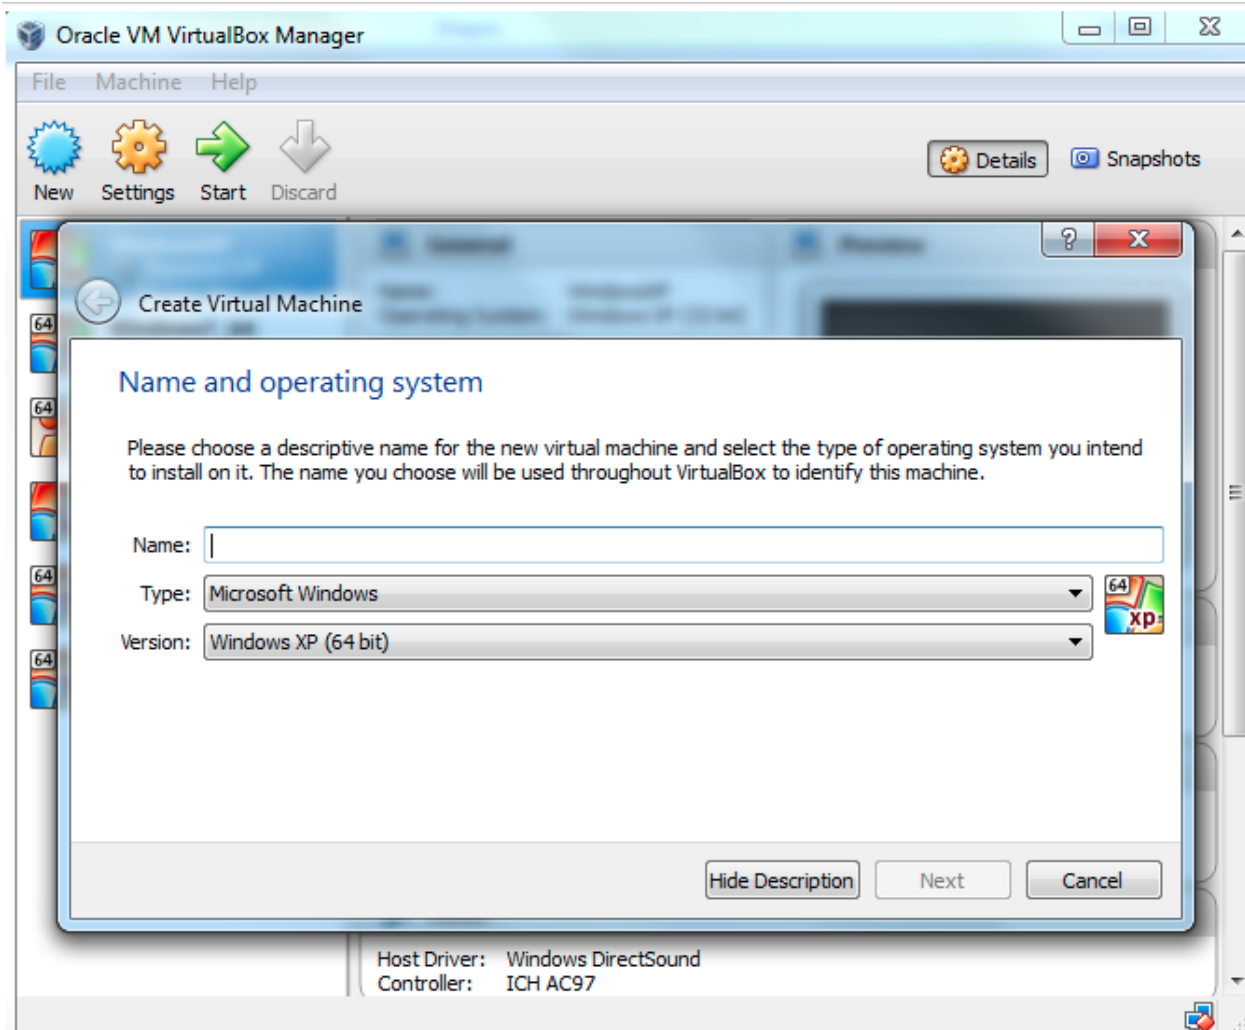 Oracle VM VirtualBox Manager
File Machine Help
New Settings Start Discard
Details Snapshots
General Preview
Create Virtual Machine
Name and operating system
Please choose a descriptive name for the new virtual machine and select the type of operating system you intend
to install on it. The name you choose will be used throughout VirtualBox to identify this machine.
Name:
Type: Microsoft Windows
64
xp
Version: Windows XP (64 bit)
64
64
64
64
Hide Description Next Cancel
Host Driver: Windows DirectSound
Controller: ICH AC97